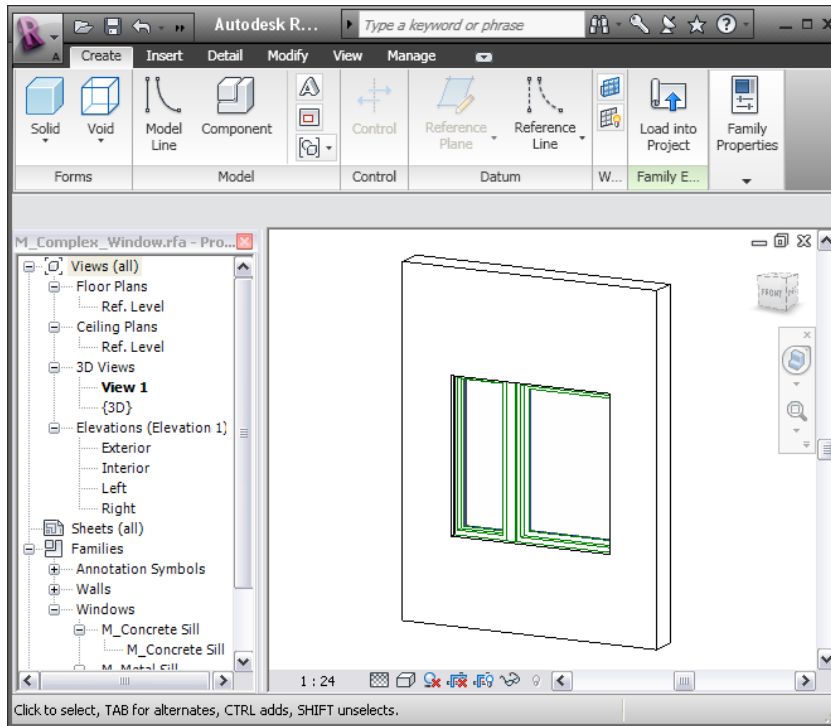 Autodesk R...
Type a keyword or phrase
A
Create Insert Detail Modify View Manage
Solid
Void
Model
Line
Component
Control
Reference
Plane
Reference
Line
Load into
Project
Family
Properties
Forms Model Control Datum W... Family E...
M_Complex_Window.rfa - Pro...
Views (all)
Floor Plans
Ref. Level
Ceiling Plans
Ref. Level
3D Views
View 1
{3D}
Elevations (Elevation 1)
Exterior
Interior
Left
Right
Sheets (all)
Families
Annotation Symbols
Walls
Windows
M_Concrete Sill
M_Concrete Sill
M_Metal Sill
FRONT
1 : 24
Click to select, TAB for alternates, CTRL adds, SHIFT unselects.